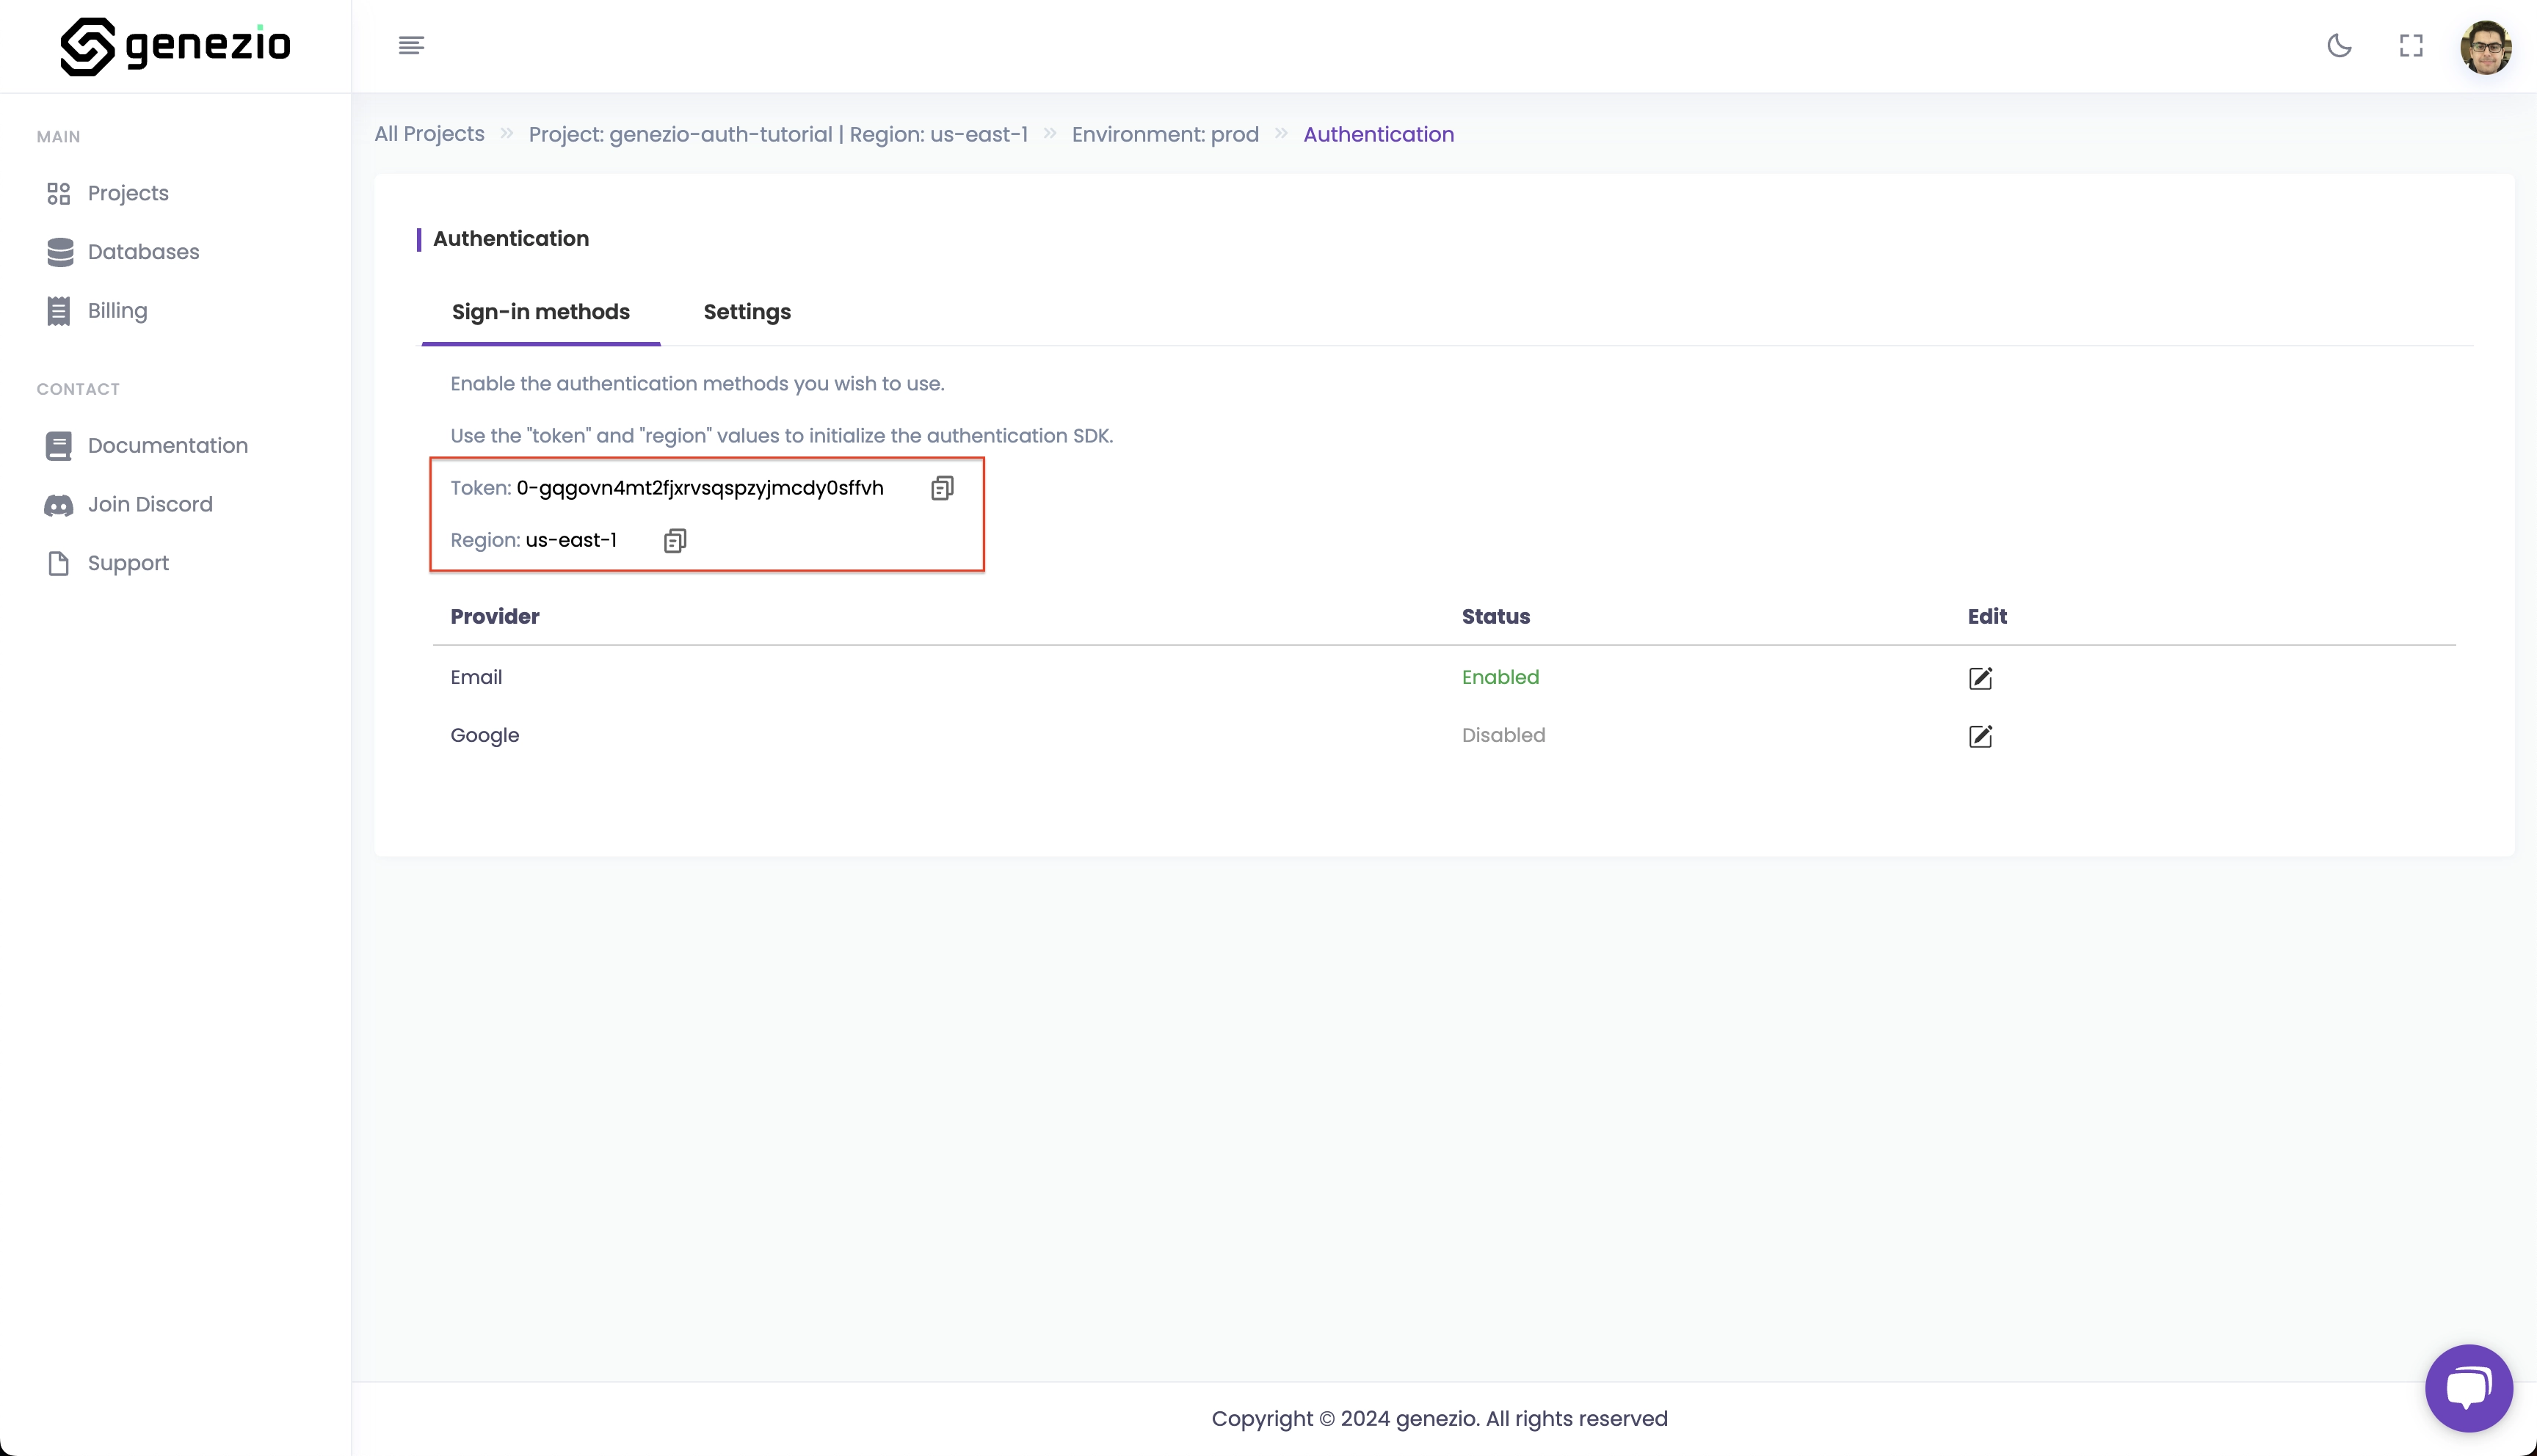 genezio
MAIN
Projects
Databases
Billing
CONTACT
Documentation
Join Discord
Support
All Projects » Project: genezio-auth-tutorial | Region: us-east-1 » Environment: prod » Authentication
Authentication
Sign-in methods Settings
Enable the authentication methods you wish to use.
Use the "token" and "region" values to initialize the authentication SDK.
Token: 0-gqgovn4mt2fjxrvsqspzyjmcdy0sffvh
Region: us-east-1
Provider Status Edit
Email Enabled
Google Disabled
Copyright © 2024 genezio. All rights reserved